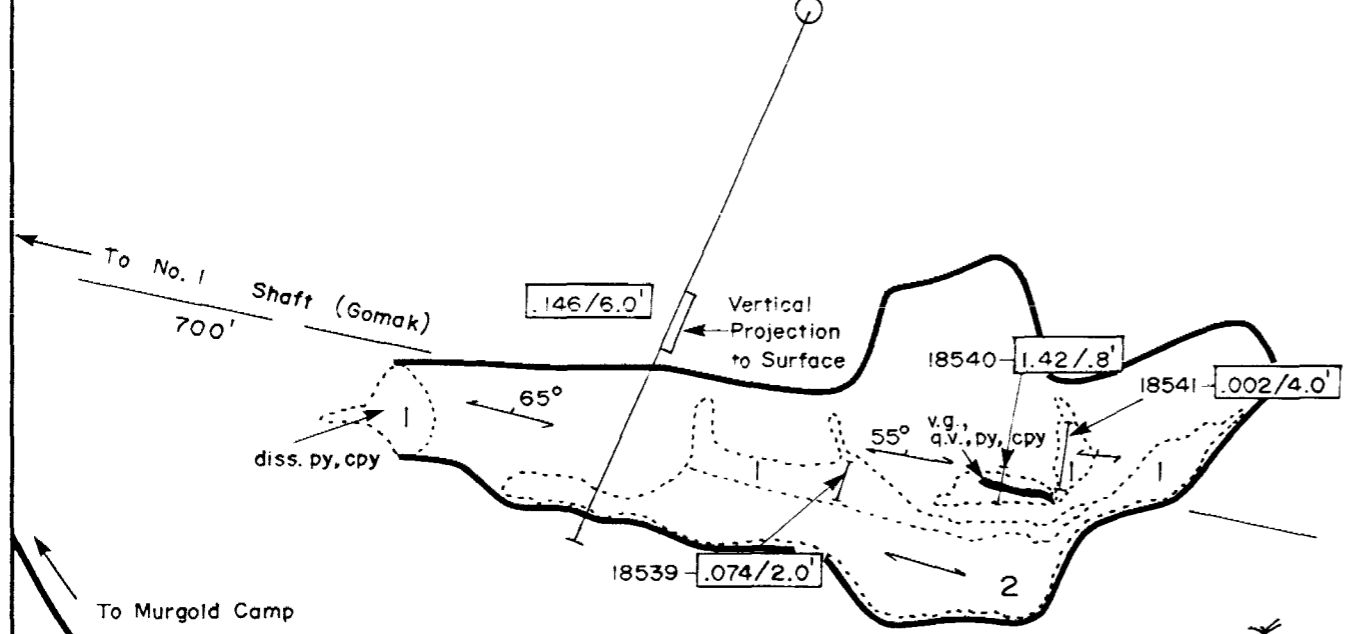 To No. 1 Shaft (Gomak)
700'
.146/6.0'
Vertical
Projection
to Surface
18540 1.42/.8'
18541 .002/4.0'
65°
1
diss. py, cpy
55°
v.g.,
q.v., py, cpy
1
1
1
18539 .074/2.0'
2
To Murgold Camp